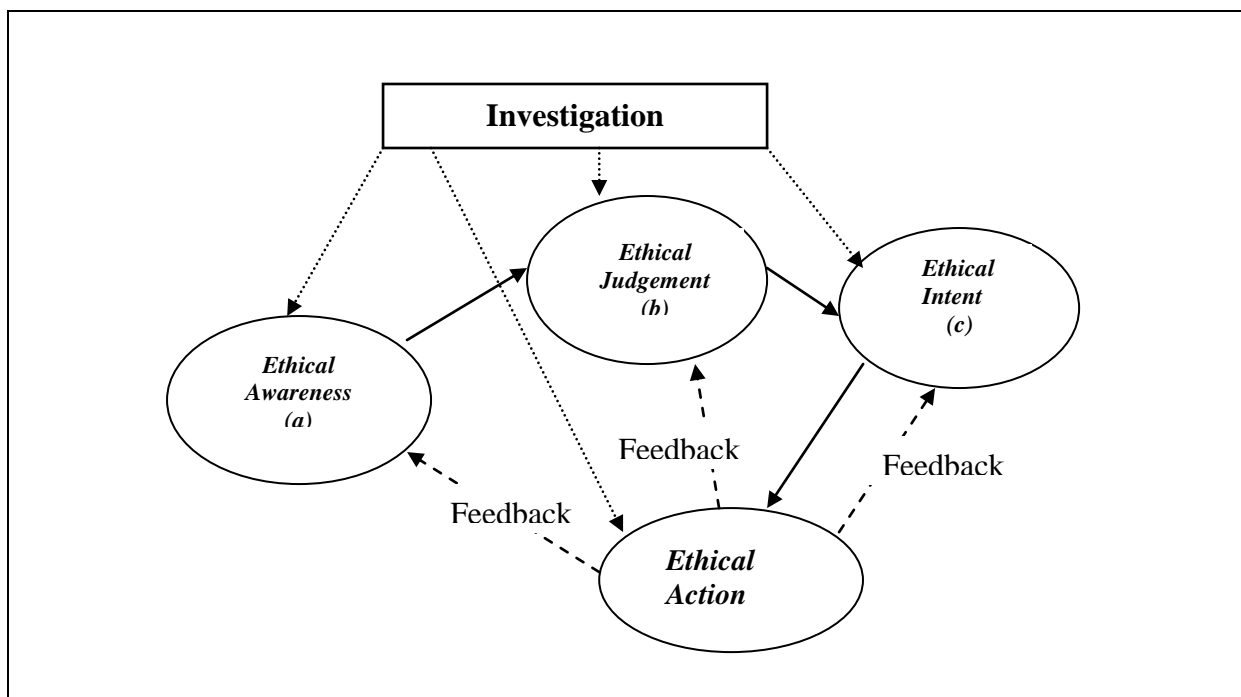 Investigation
Ethical
Judgement
(b)
Ethical
Intent
(c)
Ethical
Awareness
(a)
Feedback
Feedback
Feedback
Ethical
Action